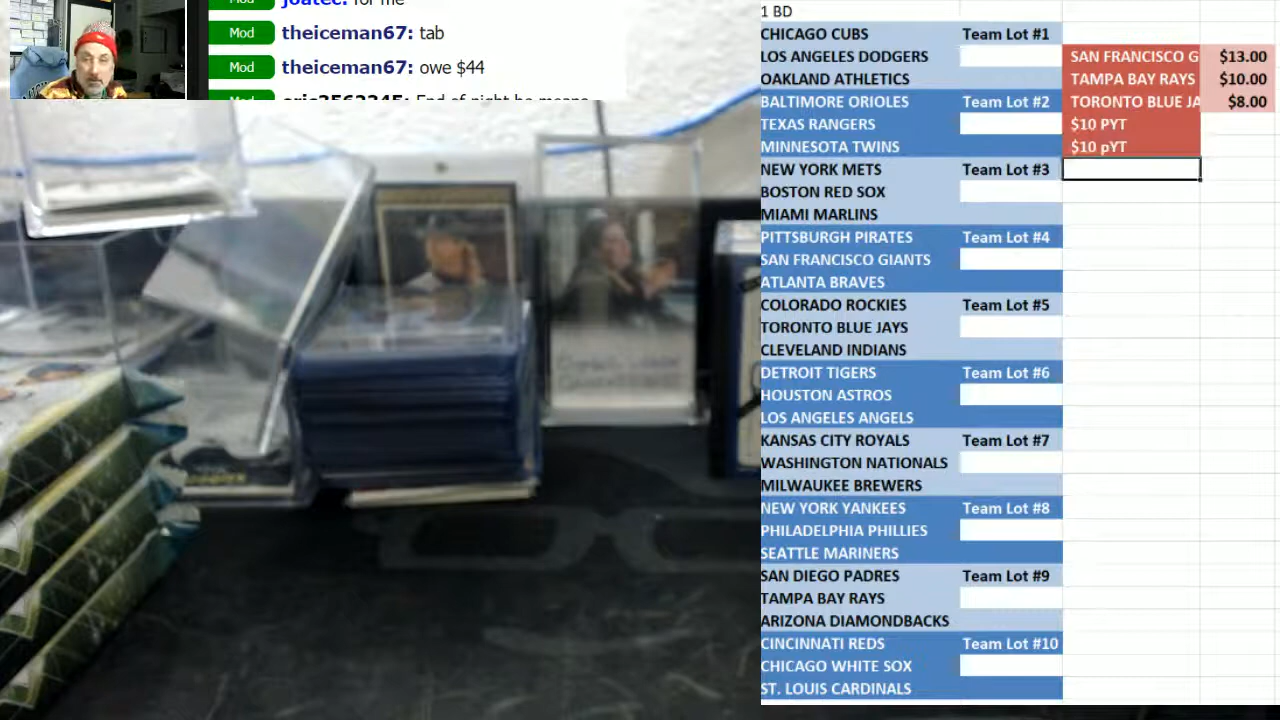 for me
Mod theiceman67: tab
Mod theiceman67: owe $44
Mod eric3562345: End of night he means
1 BD
CHICAGO CUBS Team Lot #1
LOS ANGELES DODGERS SAN FRANCISCO G $13.00
OAKLAND ATHLETICS TAMPA BAY RAYS $10.00
BALTIMORE ORIOLES Team Lot #2 TORONTO BLUE JA $8.00
TEXAS RANGERS $10 PYT
MINNESOTA TWINS $10 pYT
NEW YORK METS Team Lot #3
BOSTON RED SOX
MIAMI MARLINS
PITTSBURGH PIRATES Team Lot #4
SAN FRANCISCO GIANTS
ATLANTA BRAVES
COLORADO ROCKIES Team Lot #5
TORONTO BLUE JAYS
CLEVELAND INDIANS
DETROIT TIGERS Team Lot #6
HOUSTON ASTROS
LOS ANGELES ANGELS
KANSAS CITY ROYALS Team Lot #7
WASHINGTON NATIONALS
MILWAUKEE BREWERS
NEW YORK YANKEES Team Lot #8
PHILADELPHIA PHILLIES
SEATTLE MARINERS
SAN DIEGO PADRES Team Lot #9
TAMPA BAY RAYS
ARIZONA DIAMONDBACKS
CINCINNATI REDS Team Lot #10
CHICAGO WHITE SOX
ST. LOUIS CARDINALS